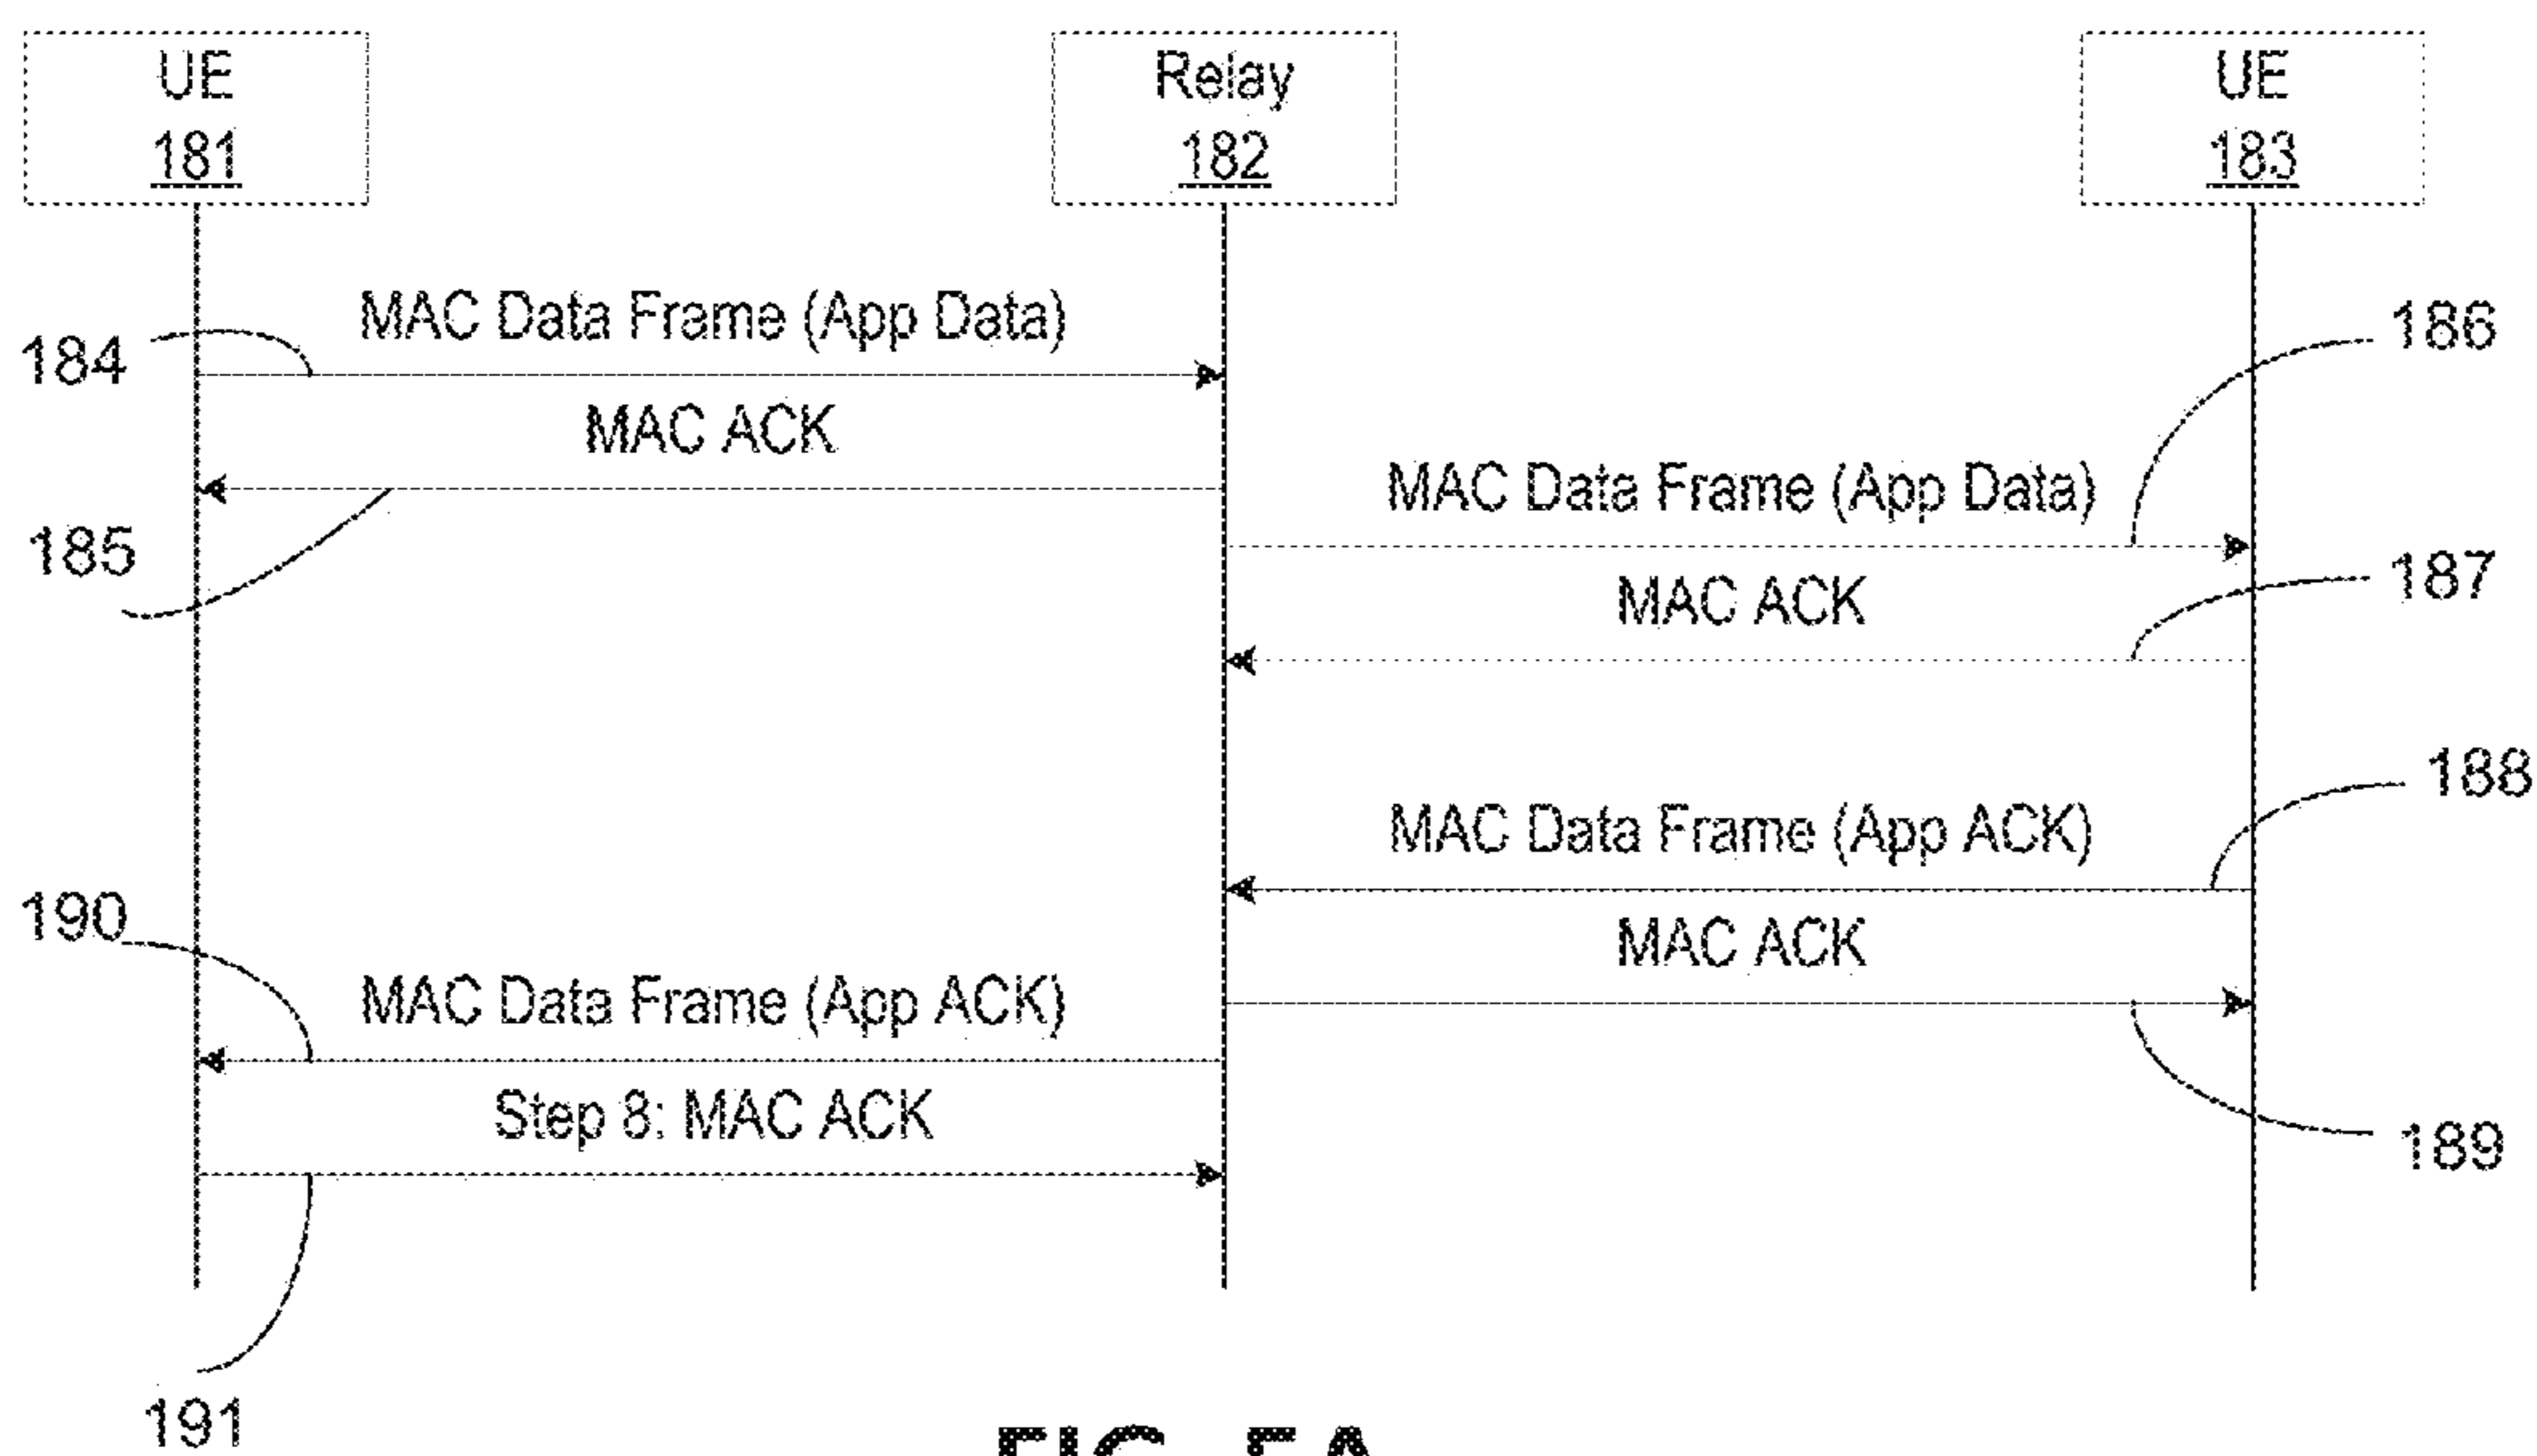 UE
181
Relay
182
UE
183
MAC Data Frame (App Data)
184
186
MAC ACK
185
MAC Data Frame (App Data)
187
MAC ACK
188
MAC Data Frame (App ACK)
190
MAC ACK
MAC Data Frame (App ACK)
Step 8: MAC ACK
189
191
FIG. 5A